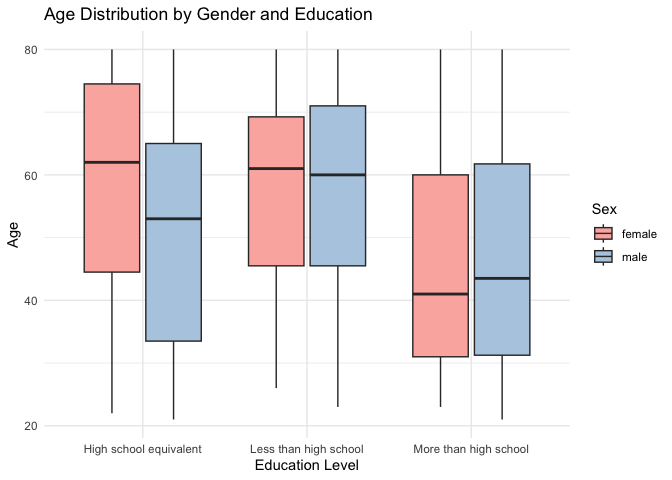 Age Distribution by Gender and Education
80
60
40
20
Age
High school equivalent
Less than high school
More than high school
Education Level
Sex
female
male